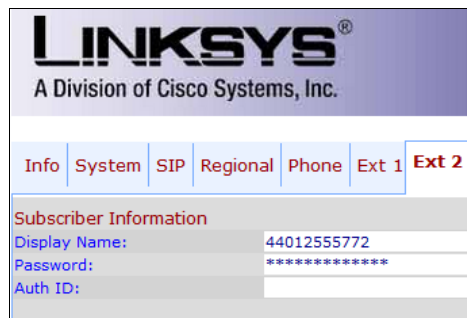 LINKSYS®
A Division of Cisco Systems, Inc.
Info System SIP Regional Phone Ext 1 Ext 2
Subscriber Information
Display Name: 44012555772
Password: *************
Auth ID: